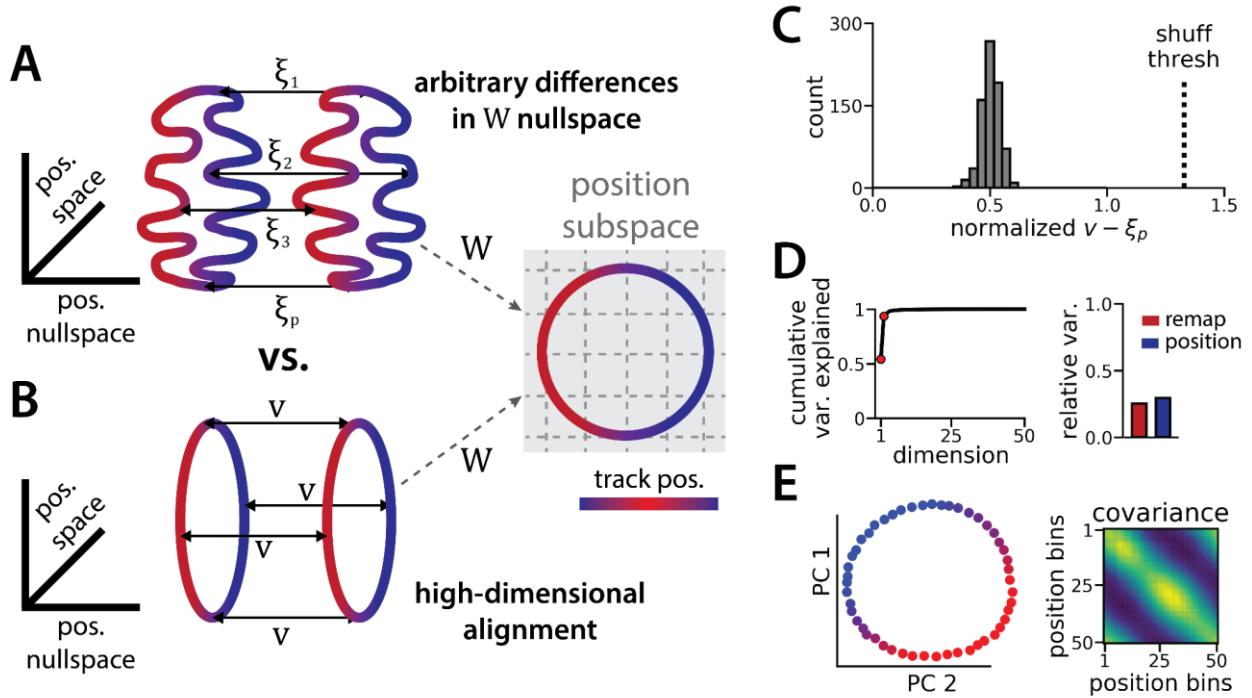 A
ξ1
ξ2
ξ3
ξp
arbitrary differences
in W nullspace
pos.
space
pos.
nullspace
vs.
B
v
v
v
v
pos.
space
pos.
nullspace
high-dimensional
alignment
W
W
position
subspace
track pos.
C
300
150
0
count
shuff
thresh
0.0
0.5
1.0
1.5
normalized v − ξp
D
cumulative
var. explained
1
0.5
0
1
25
50
dimension
relative var.
1.0
0.5
0.0
remap
position
E
PC 1
PC 2
covariance
position bins
1
25
50
1
25
50
position bins